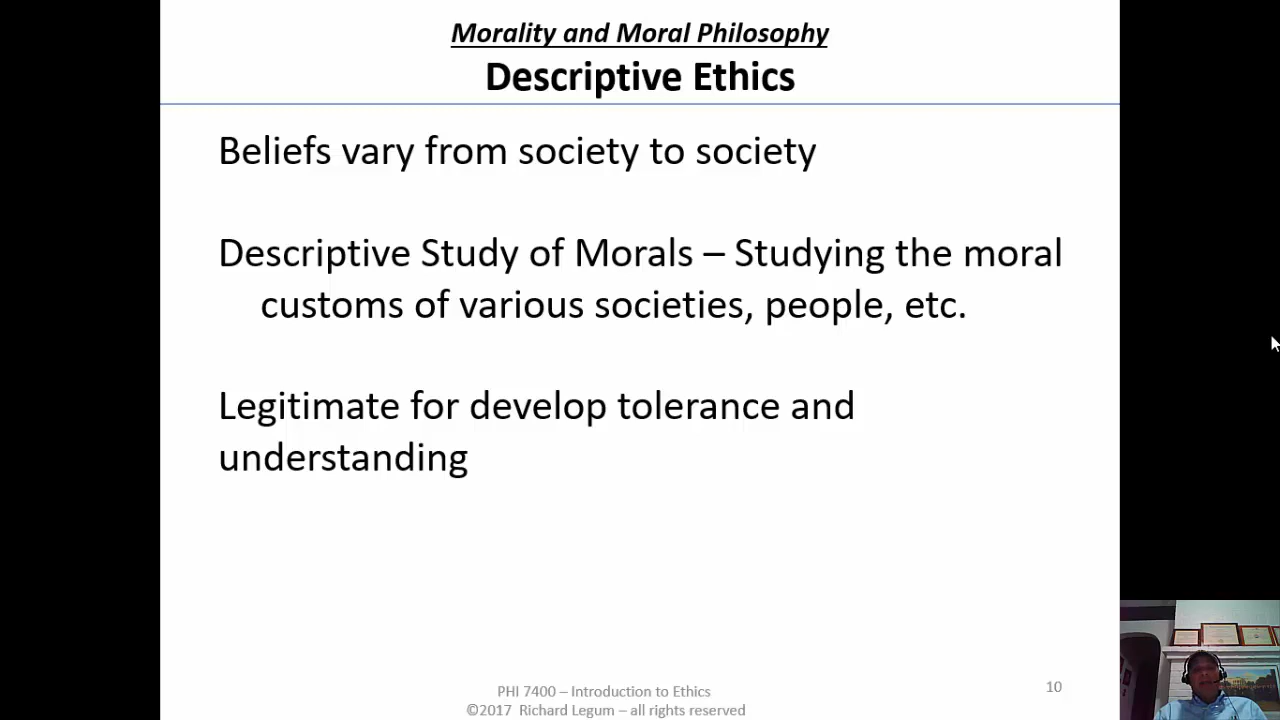 Morality and Moral Philosophy
Descriptive Ethics
Beliefs vary from society to society
Descriptive Study of Morals – Studying the moral
customs of various societies, people, etc.
Legitimate for develop tolerance and
understanding
PHI 7400 – Introduction to Ethics
©2017 Richard Legum – all rights reserved
10